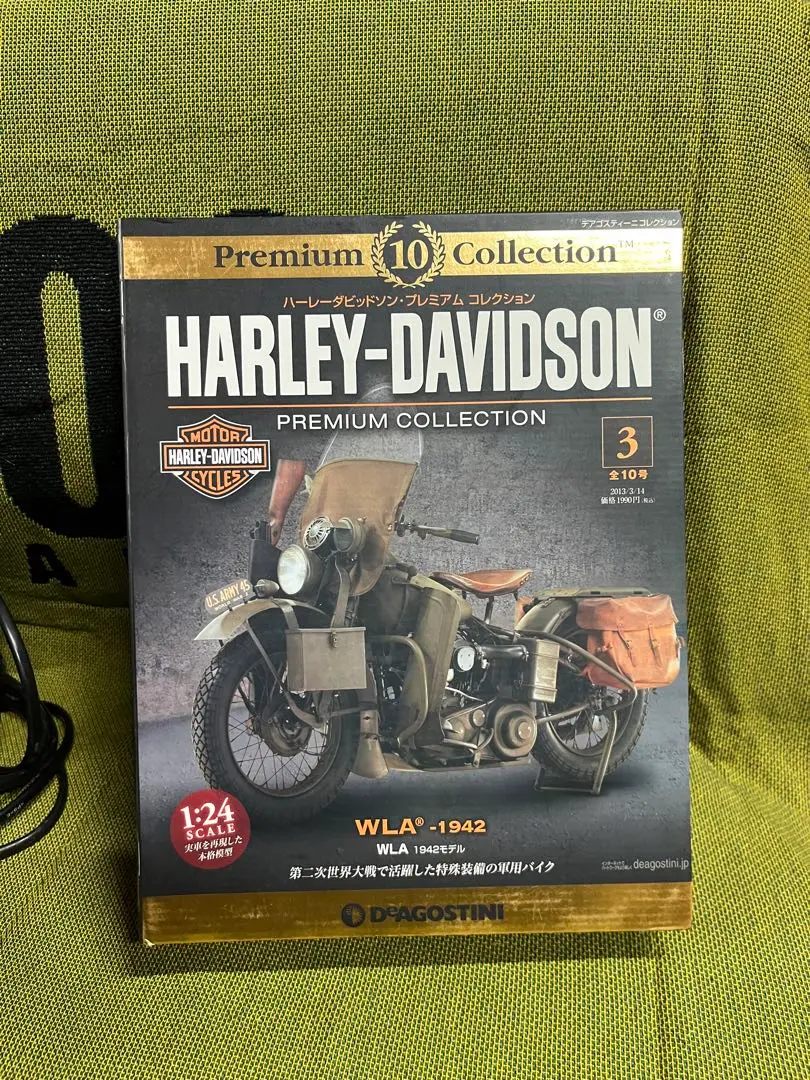 デアゴスティーニコレクション
Premium 10 Collection™
ハーレーダビッドソン・プレミアム コレクション
HARLEY-DAVIDSON®
PREMIUM COLLECTION
MOTOR
HARLEY-DAVIDSON
CYCLES
3
全10号
2013/3/14
価格1990円(税込)
U.S. ARMY 45
1:24
SCALE
実車を再現した
本格模型
WLA® -1942
WLA 1942モデル
第二次世界大戦で活躍した特殊装備の軍用バイク
deagostini.jp
DeAGOSTINI